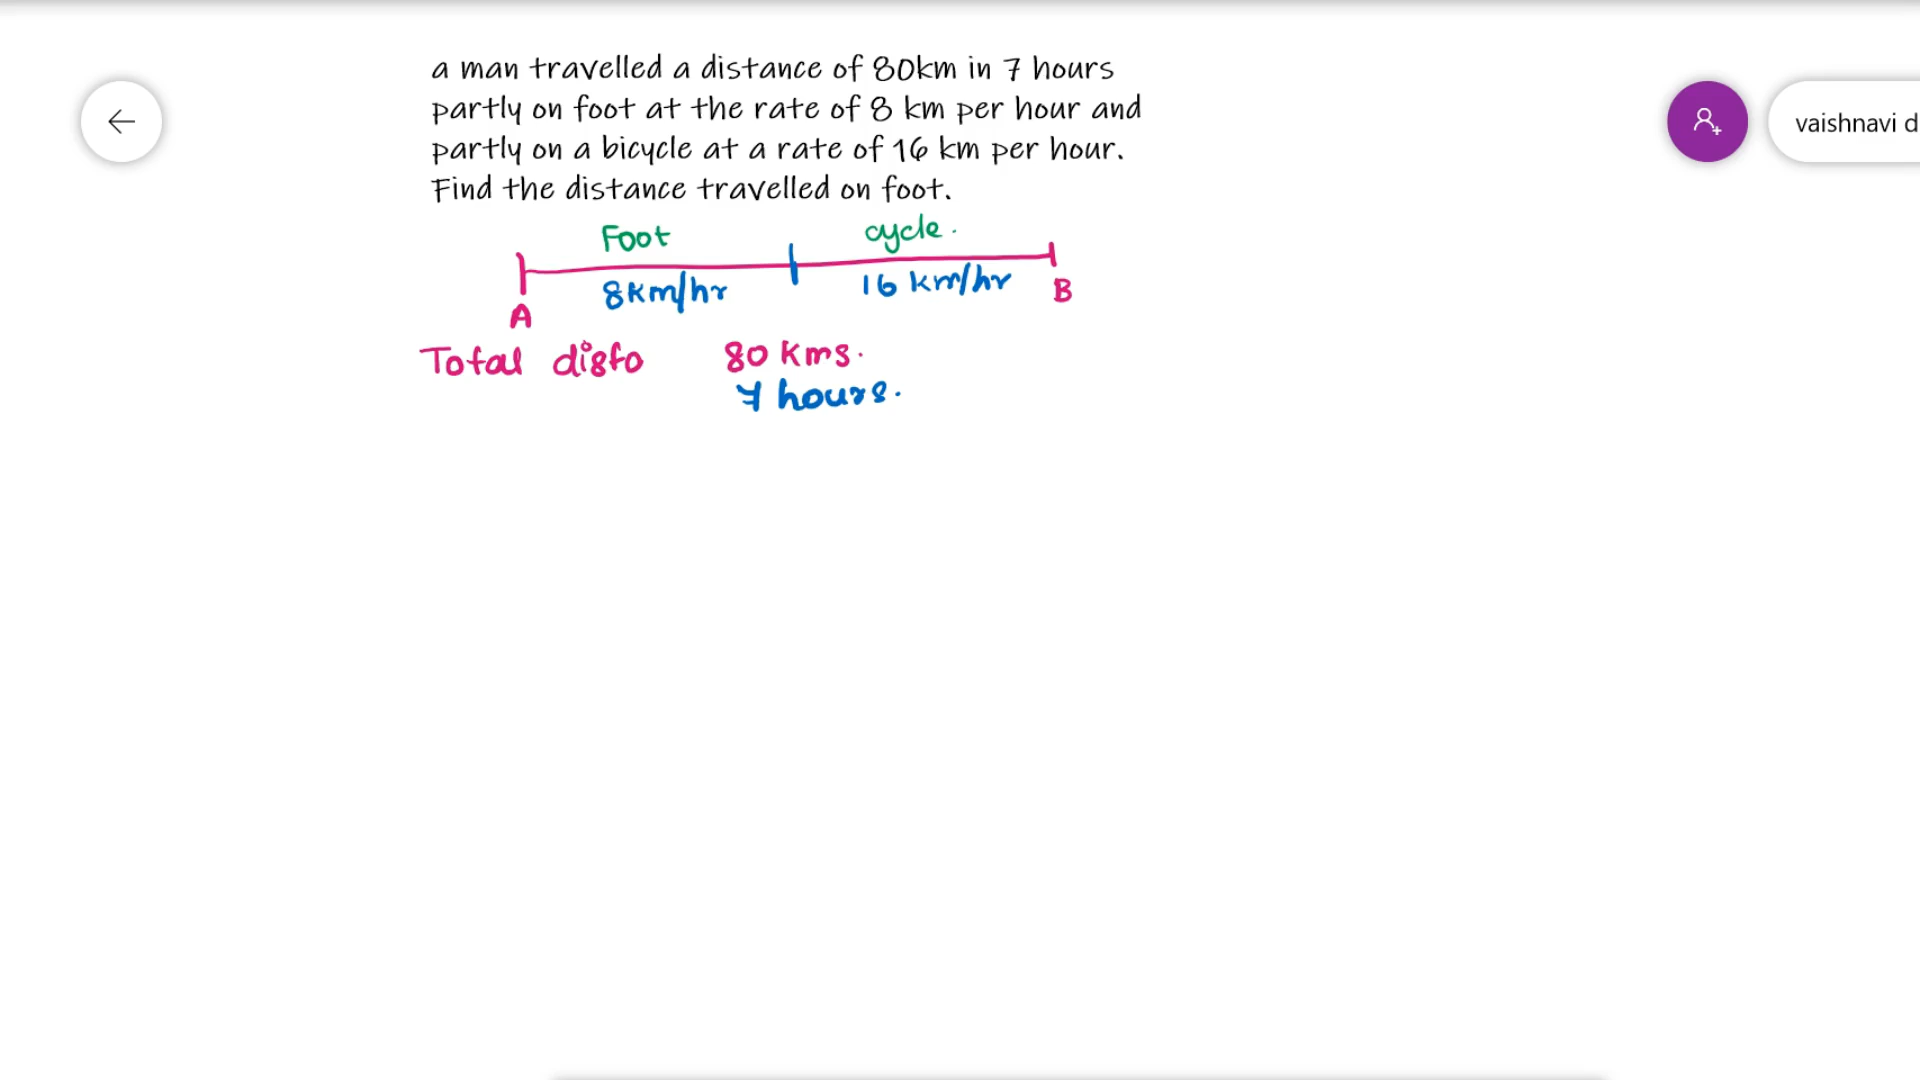 a man travelled a distance of 80km in 7 hours
partly on foot at the rate of 8 km per hour and
partly on a bicycle at a rate of 16 km per hour.
Find the distance travelled on foot.
vaishnavi d
Foot cycle.
8km/hr 16 km/hr
A B
Total disto 80 kms.
7 hours.